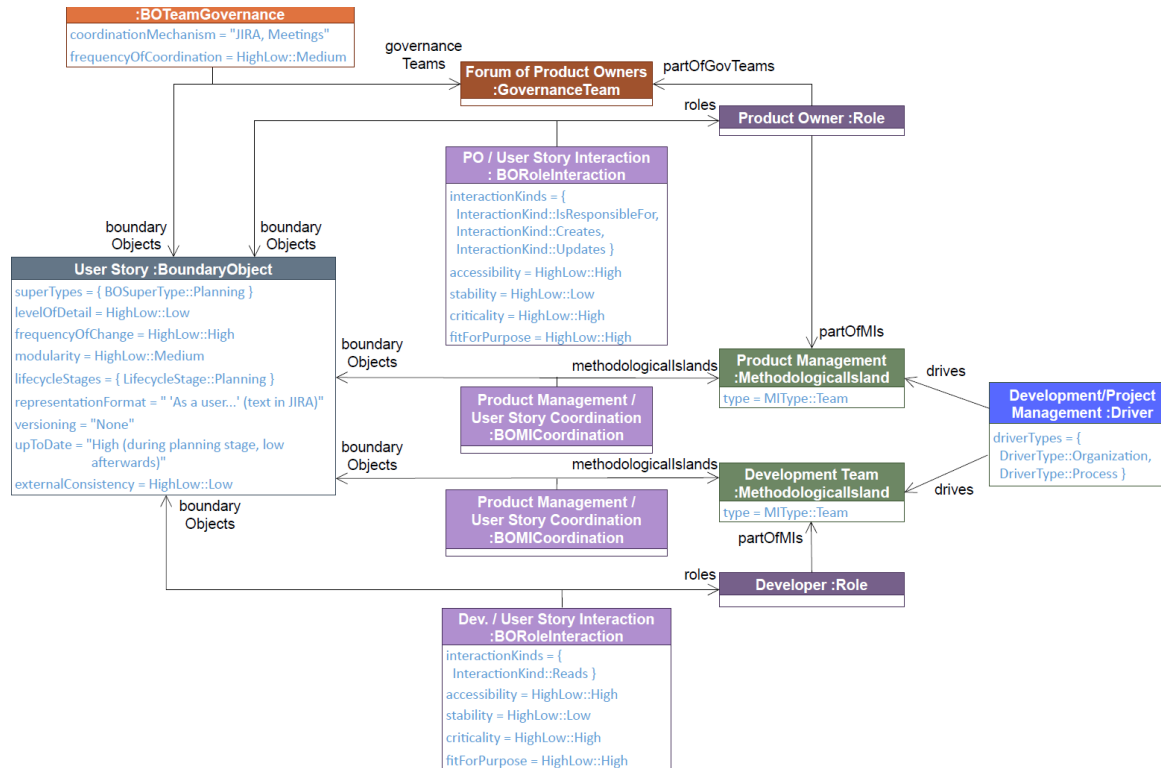 :BOTeamGovernance
coordinationMechanism = "JIRA, Meetings"
frequencyOfCoordination = HighLow::Medium
governance
Teams
Forum of Product Owners
:GovernanceTeam
partOfGovTeams
roles
Product Owner :Role
PO / User Story Interaction
: BORoleInteraction
interactionKinds = {
InteractionKind::IsResponsibleFor,
InteractionKind::Creates,
InteractionKind::Updates }
accessibility = HighLow::High
stability = HighLow::Low
criticality = HighLow::High
fitForPurpose = HighLow::High
boundary
Objects
boundary
Objects
User Story :BoundaryObject
superTypes = { BOSuperType::Planning }
levelOfDetail = HighLow::Low
frequencyOfChange = HighLow::High
modularity = HighLow::Medium
lifecycleStages = { LifecycleStage::Planning }
representationFormat = " 'As a user...' (text in JIRA)"
versioning = "None"
upToDate = "High (during planning stage, low
afterwards)"
externalConsistency = HighLow::Low
partOfMIs
boundary
Objects
methodologicalIslands
Product Management
:MethodologicalIsland
type = MIType::Team
drives
Product Management /
User Story Coordination
:BOMICoordination
Development/Project
Management :Driver
driverTypes = {
DriverType::Organization,
DriverType::Process }
boundary
Objects
methodologicalIslands
Development Team
:MethodologicalIsland
type = MIType::Team
drives
Product Management /
User Story Coordination
:BOMICoordination
boundary
Objects
partOfMIs
roles
Developer :Role
Dev. / User Story Interaction
:BORoleInteraction
interactionKinds = {
InteractionKind::Reads }
accessibility = HighLow::High
stability = HighLow::Low
criticality = HighLow::High
fitForPurpose = HighLow::High